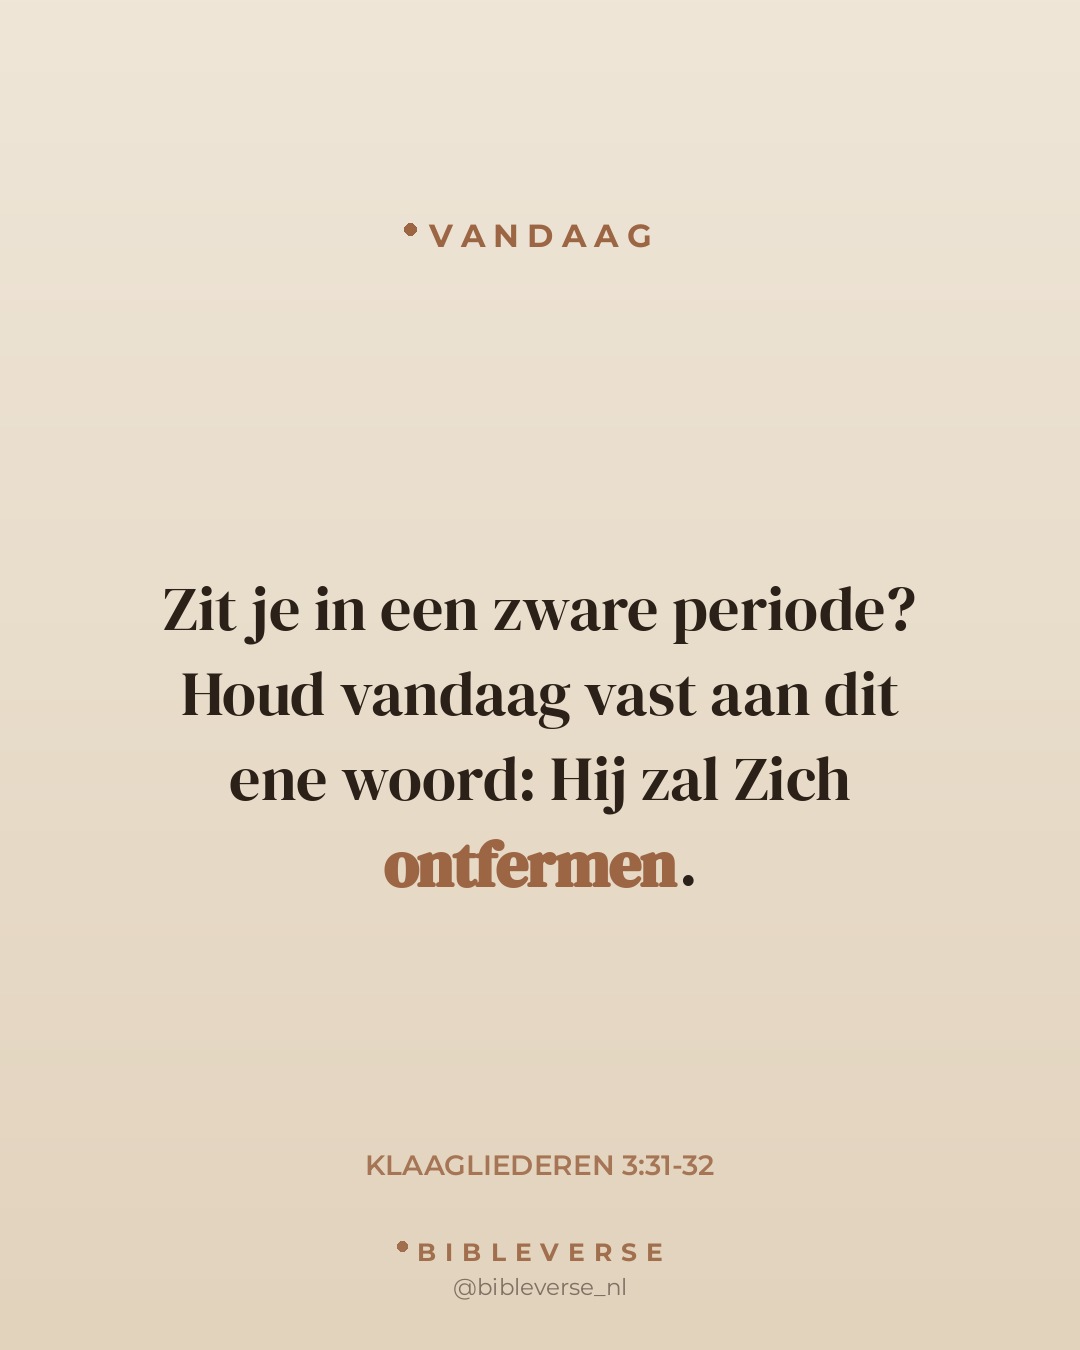 VANDAAG
Zit je in een zware periode?
Houd vandaag vast aan dit
ene woord: Hij zal Zich
ontfermen.
KLAAGLIEDEREN 3:31-32
BIBLEVERSE
@bibleverse_nl